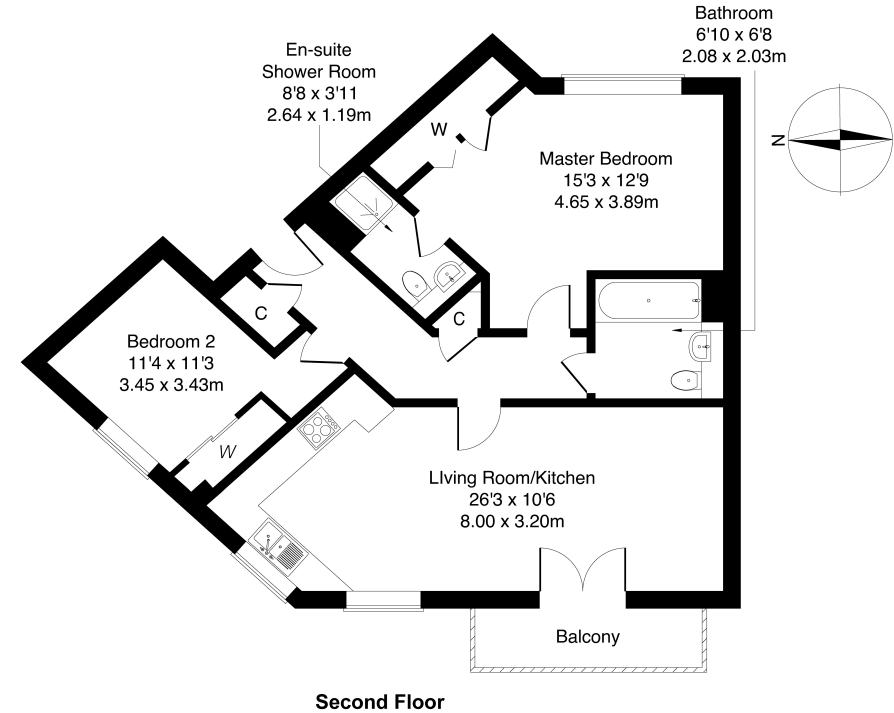 Bathroom
6'10 x 6'8
2.08 x 2.03m
En-suite
Shower Room
8'8 x 3'11
2.64 x 1.19m
W
N
Master Bedroom
15'3 x 12'9
4.65 x 3.89m
C
C
Bedroom 2
11'4 x 11'3
3.45 x 3.43m
W
LIving Room/Kitchen
26'3 x 10'6
8.00 x 3.20m
Balcony
Second Floor